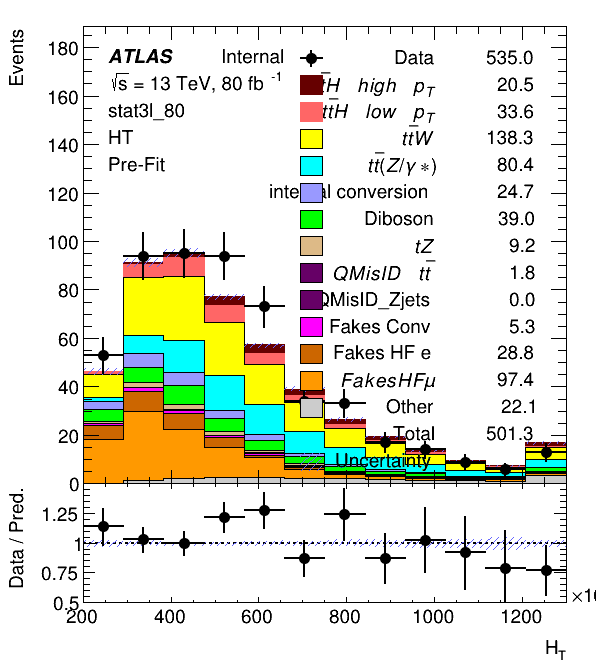 Events
180
160
140
120
100
80
60
40
20
0
ATLAS Internal
√s = 13 TeV, 80 fb⁻¹
stat3l_80
HT
Pre-Fit
Data 535.0
tt̄H high p_T 20.5
tt̄H low p_T 33.6
tt̄W 138.3
tt̄(Z/γ*) 80.4
internal conversion 24.7
Diboson 39.0
tZ 9.2
QMisID tt̄ 1.8
QMisID_Zjets 0.0
Fakes Conv 5.3
Fakes HF e 28.8
FakesHFμ 97.4
Other 22.1
Total 501.3
Uncertainty
Data / Pred.
1.25
1
0.75
0.5
200 400 600 800 1000 1200
H_T